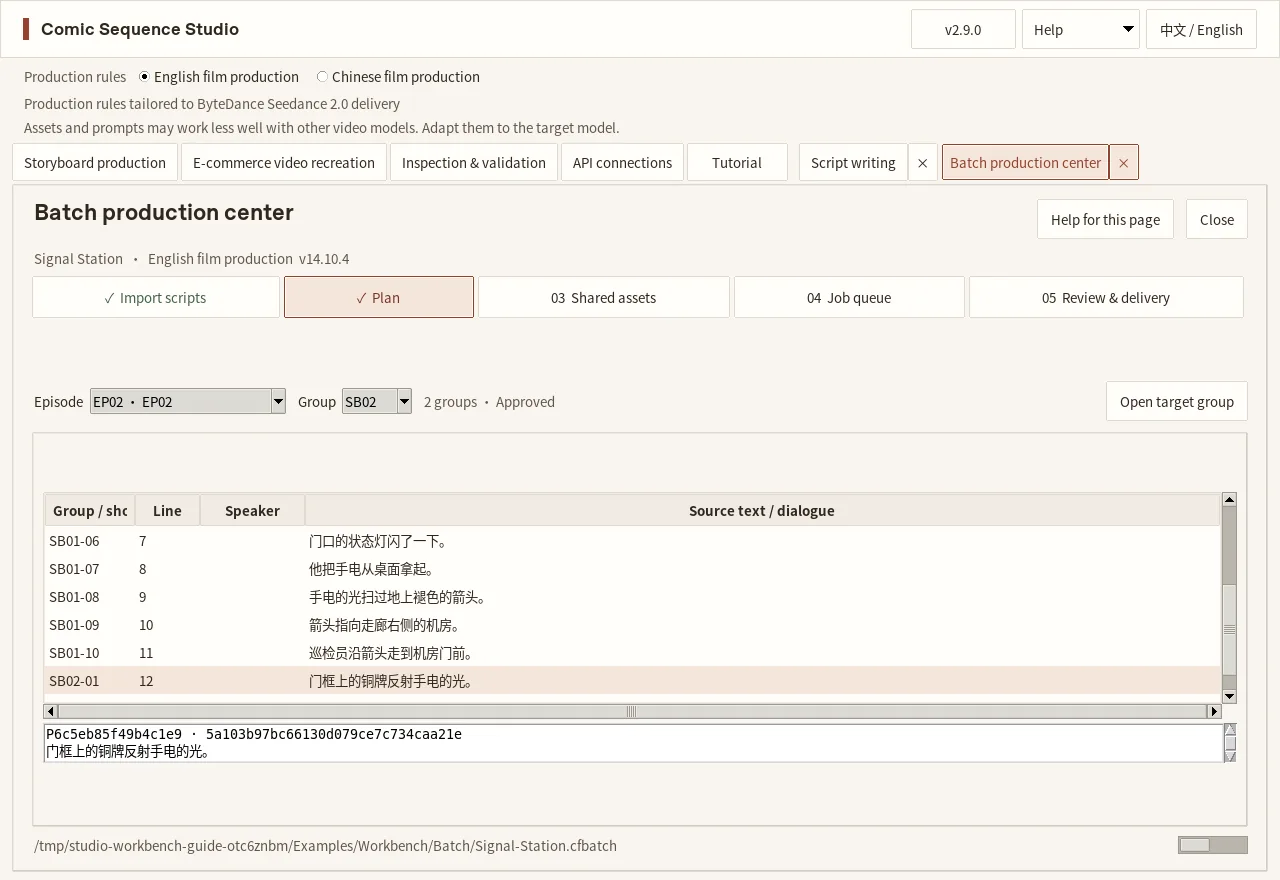 Comic Sequence Studio
v2.9.0
Help
中文 / English
Production rules
English film production
Chinese film production
Production rules tailored to ByteDance Seedance 2.0 delivery
Assets and prompts may work less well with other video models. Adapt them to the target model.
Storyboard production
E-commerce video recreation
Inspection & validation
API connections
Tutorial
Script writing ×
Batch production center ×
Batch production center
Help for this page
Close
Signal Station · English film production v14.10.4
✓ Import scripts
✓ Plan
03 Shared assets
04 Job queue
05 Review & delivery
Episode EP02 · EP02 Group SB02 2 groups · Approved
Open target group
Group / shc Line Speaker Source text / dialogue
SB01-06 7 门口的状态灯闪了一下。
SB01-07 8 他把手电从桌面拿起。
SB01-08 9 手电的光扫过地上褪色的箭头。
SB01-09 10 箭头指向走廊右侧的机房。
SB01-10 11 巡检员沿箭头走到机房门前。
SB02-01 12 门框上的铜牌反射手电的光。
P6c5eb85f49b4c1e9 · 5a103b97bc66130d079ce7c734caa21e
门框上的铜牌反射手电的光。
/tmp/studio-workbench-guide-otc6znbm/Examples/Workbench/Batch/Signal-Station.cfbatch